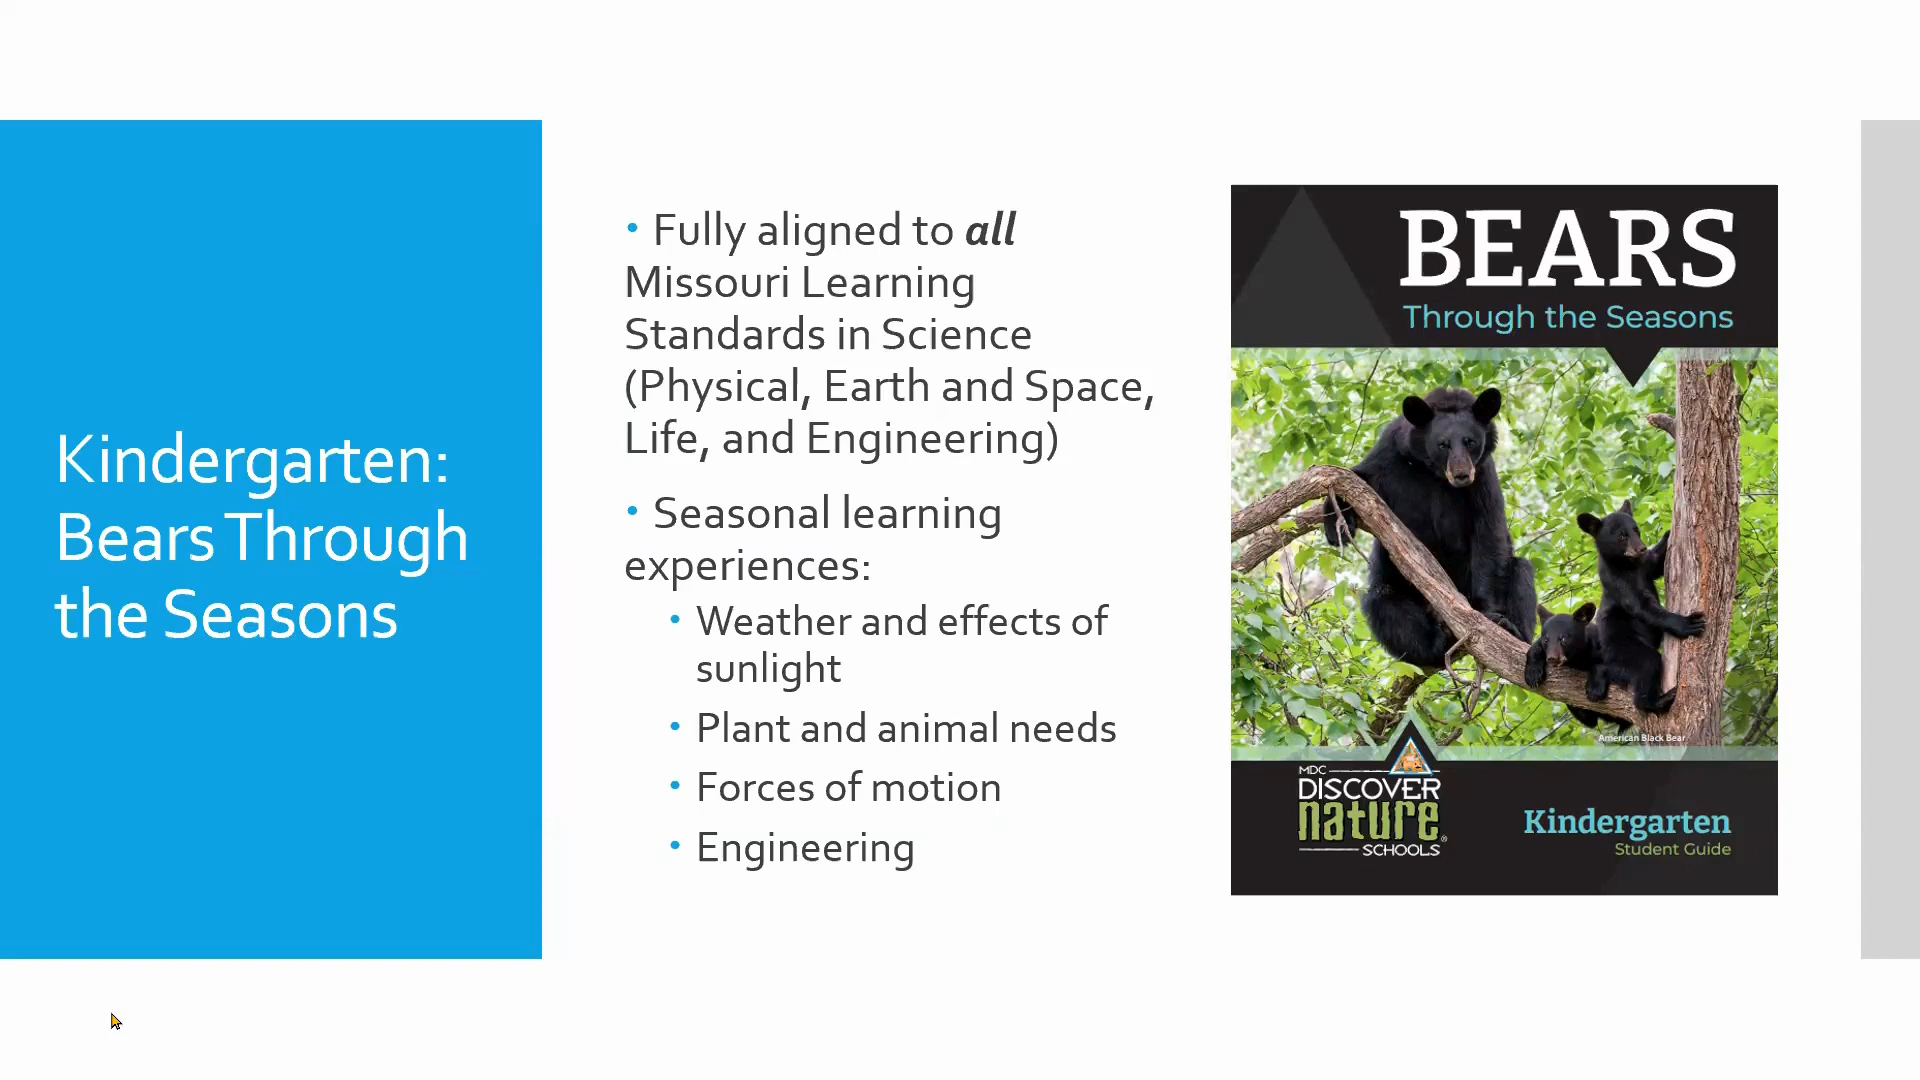 Kindergarten:
Bears Through
the Seasons
• Fully aligned to all
Missouri Learning
Standards in Science
(Physical, Earth and Space,
Life, and Engineering)
• Seasonal learning
experiences:
• Weather and effects of
sunlight
• Plant and animal needs
• Forces of motion
• Engineering
BEARS
Through the Seasons
American Black Bear
MDC
DISCOVER
nature®
SCHOOLS
Kindergarten
Student Guide